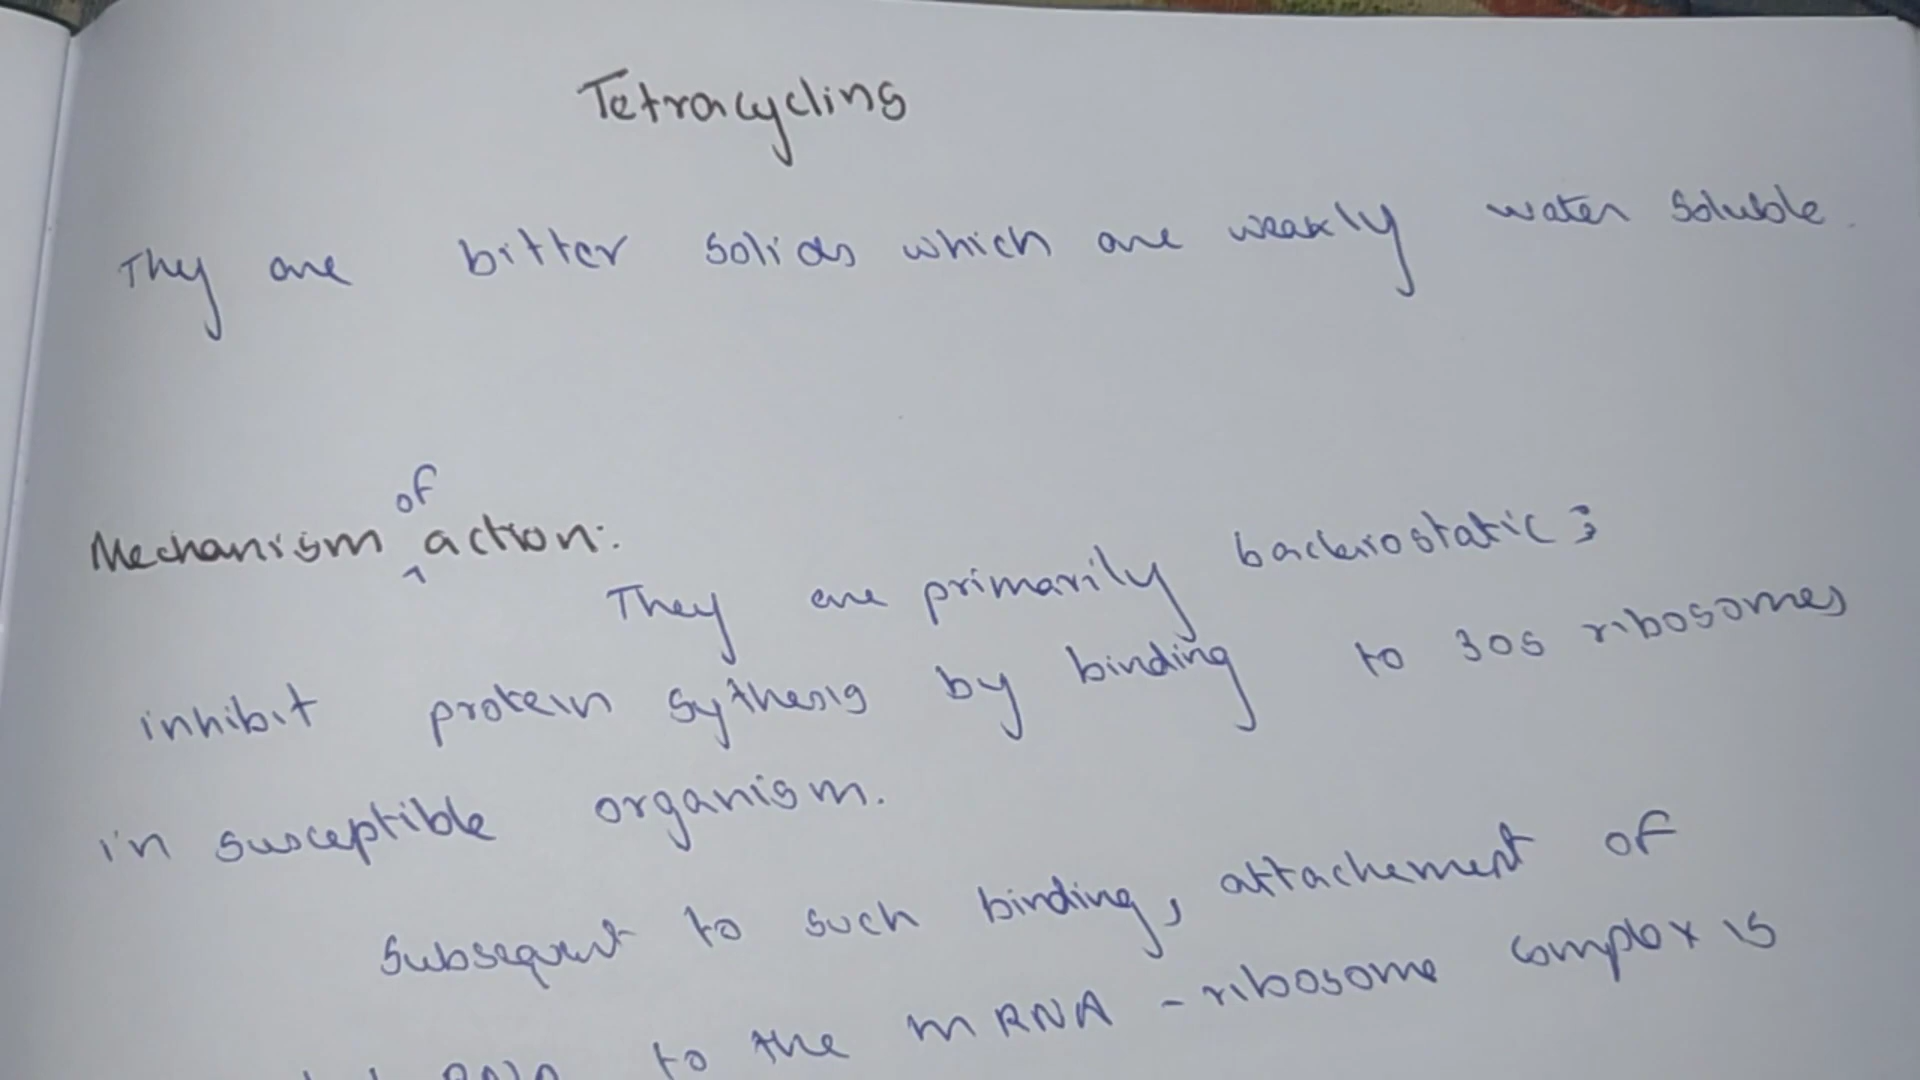 Tetracycling
Thy are bitter solids which are weakly water soluble.
Mechanism of action:
They are primarily bacteriostatic;
inhibit protein sythesis by binding to 30s ribosomes
in susceptible organism.
Subsequent to such binding, attachement of
to the mRNA - ribosome complex is